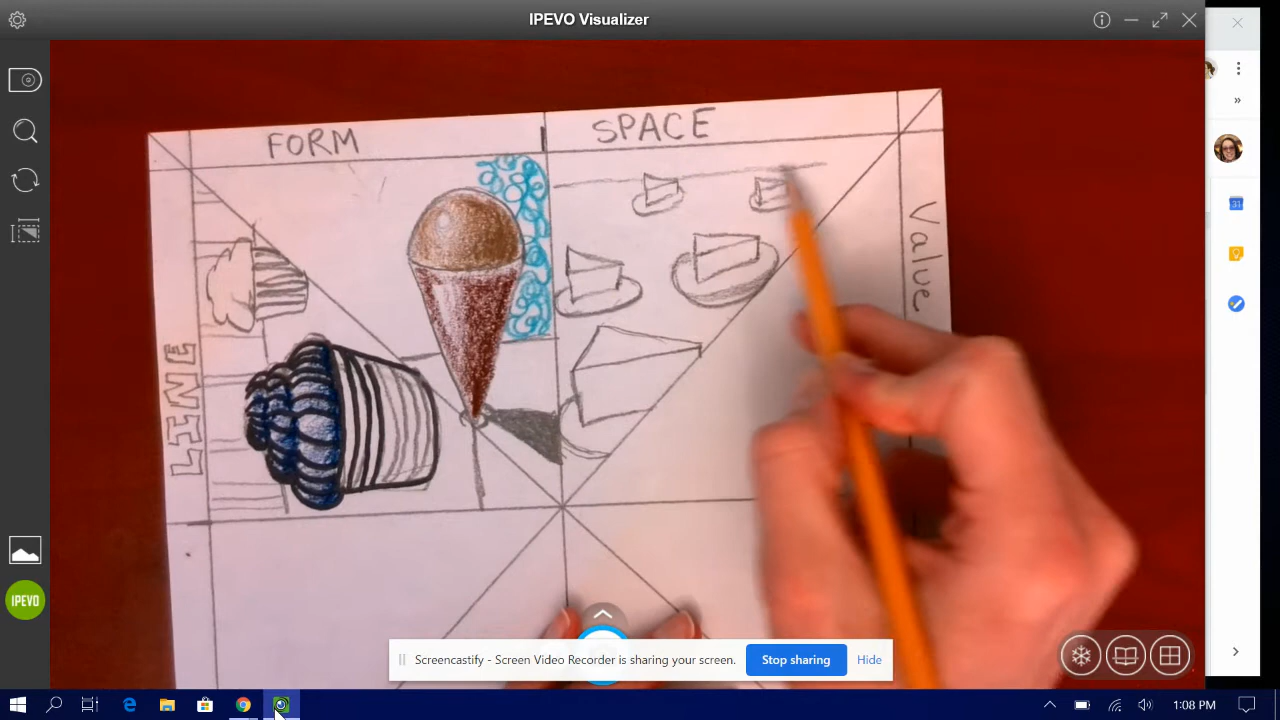 IPEVO Visualizer
FORM
SPACE
Value
LINE
31
IPEVO
Screencastify - Screen Video Recorder is sharing your screen.
Stop sharing
Hide
1:08 PM